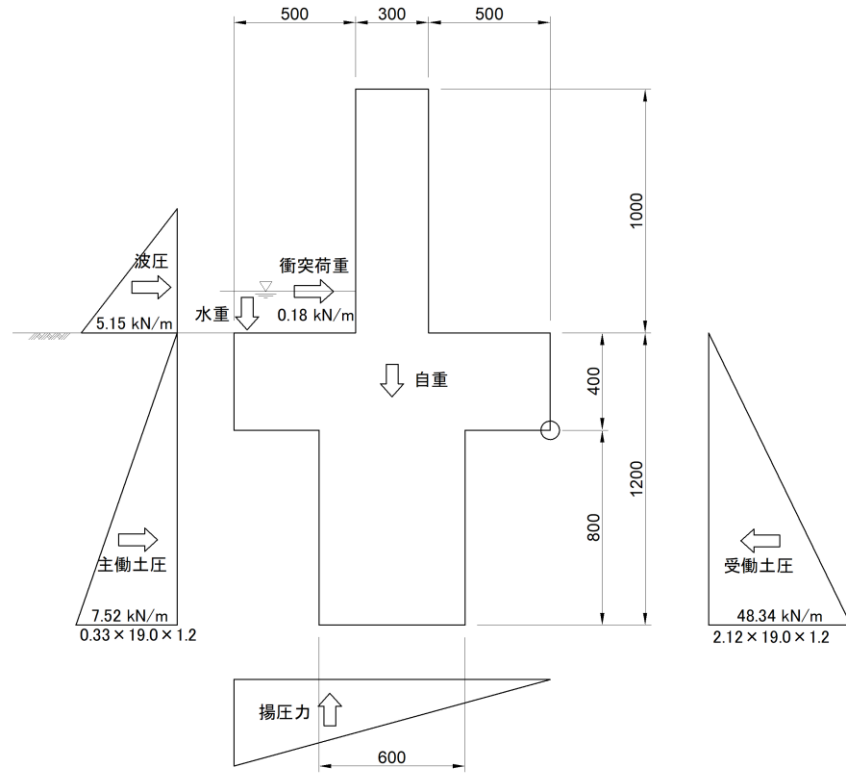 500 300 500
1000
波圧
衝突荷重
水重
0.18 kN/m
5.15 kN/m
自重
400
1200
800
主働土圧
7.52 kN/m
0.33×19.0×1.2
受働土圧
48.34 kN/m
2.12×19.0×1.2
揚圧力
600